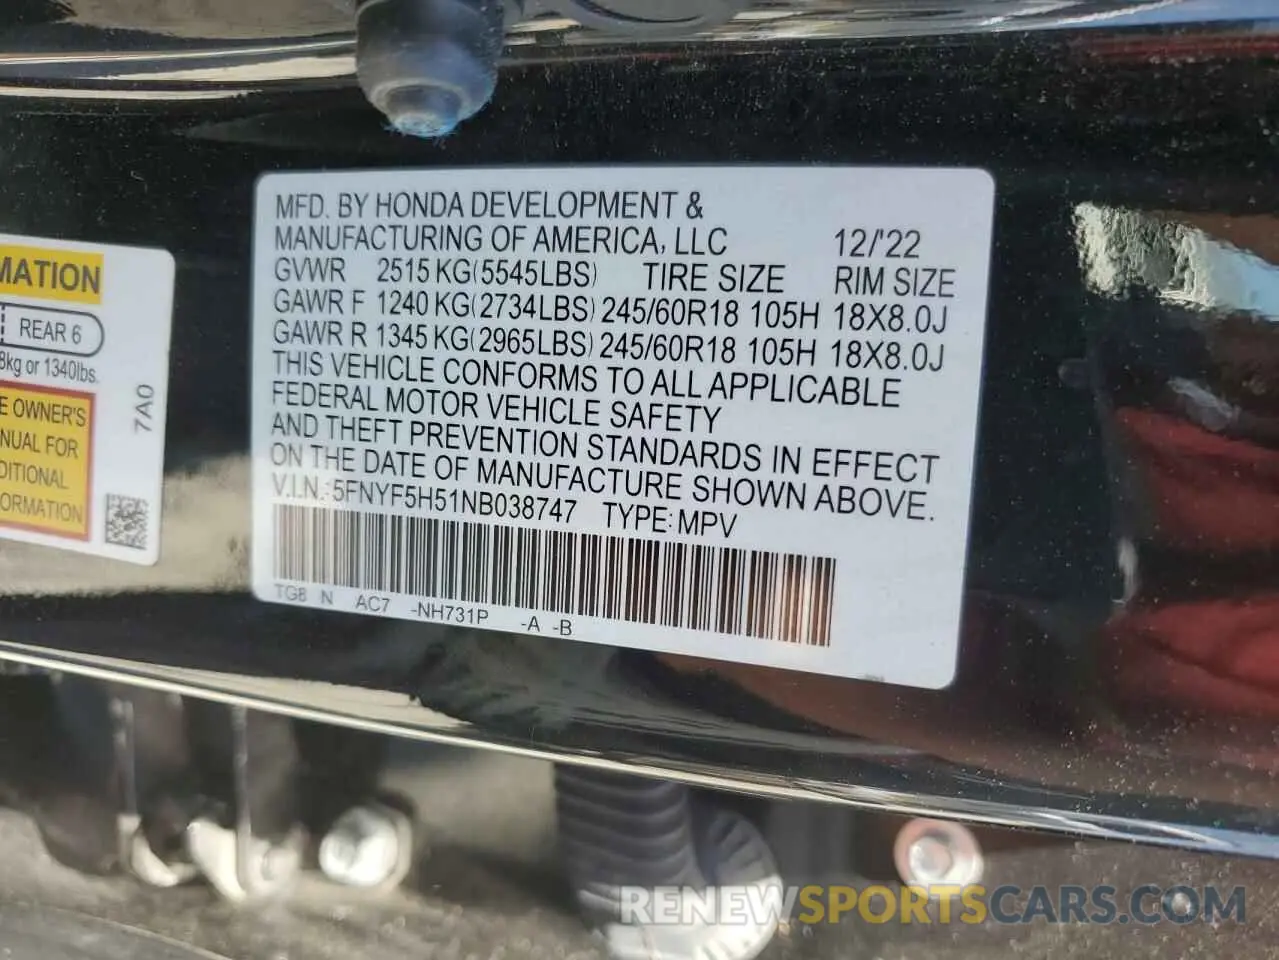 MFD. BY HONDA DEVELOPMENT &
MANUFACTURING OF AMERICA, LLC 12/'22
GVWR 2515 KG(5545LBS) TIRE SIZE RIM SIZE
GAWR F 1240 KG(2734LBS) 245/60R18 105H 18X8.0J
GAWR R 1345 KG(2965LBS) 245/60R18 105H 18X8.0J
THIS VEHICLE CONFORMS TO ALL APPLICABLE
FEDERAL MOTOR VEHICLE SAFETY
AND THEFT PREVENTION STANDARDS IN EFFECT
ON THE DATE OF MANUFACTURE SHOWN ABOVE.
V.I.N.: 5FNYF5H51NB038747 TYPE: MPV
TG8 N AC7 -NH731P -A -B
MATION
REAR 6
8kg or 1340lbs.
E OWNER'S
NUAL FOR
DITIONAL
FORMATION
7A0
RENEWSPORTSCARS.COM